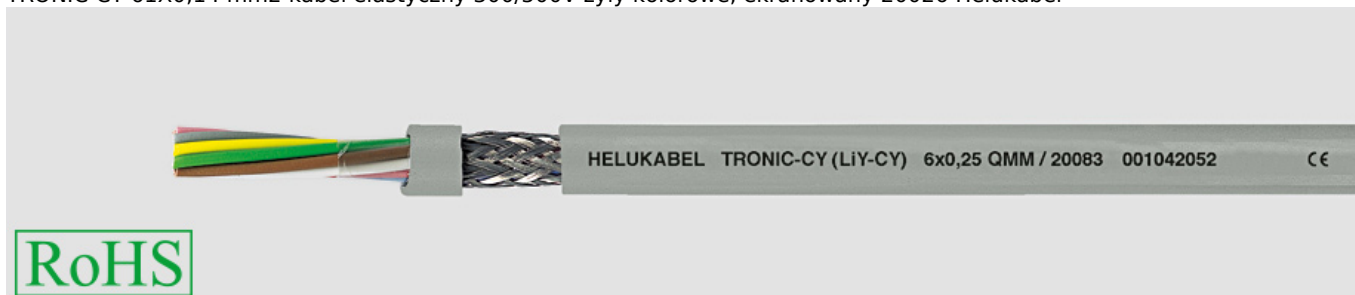 HELUKABEL TRONIC-CY (LiY-CY) 6x0,25 QMM / 20083 001042052 CE
RoHS